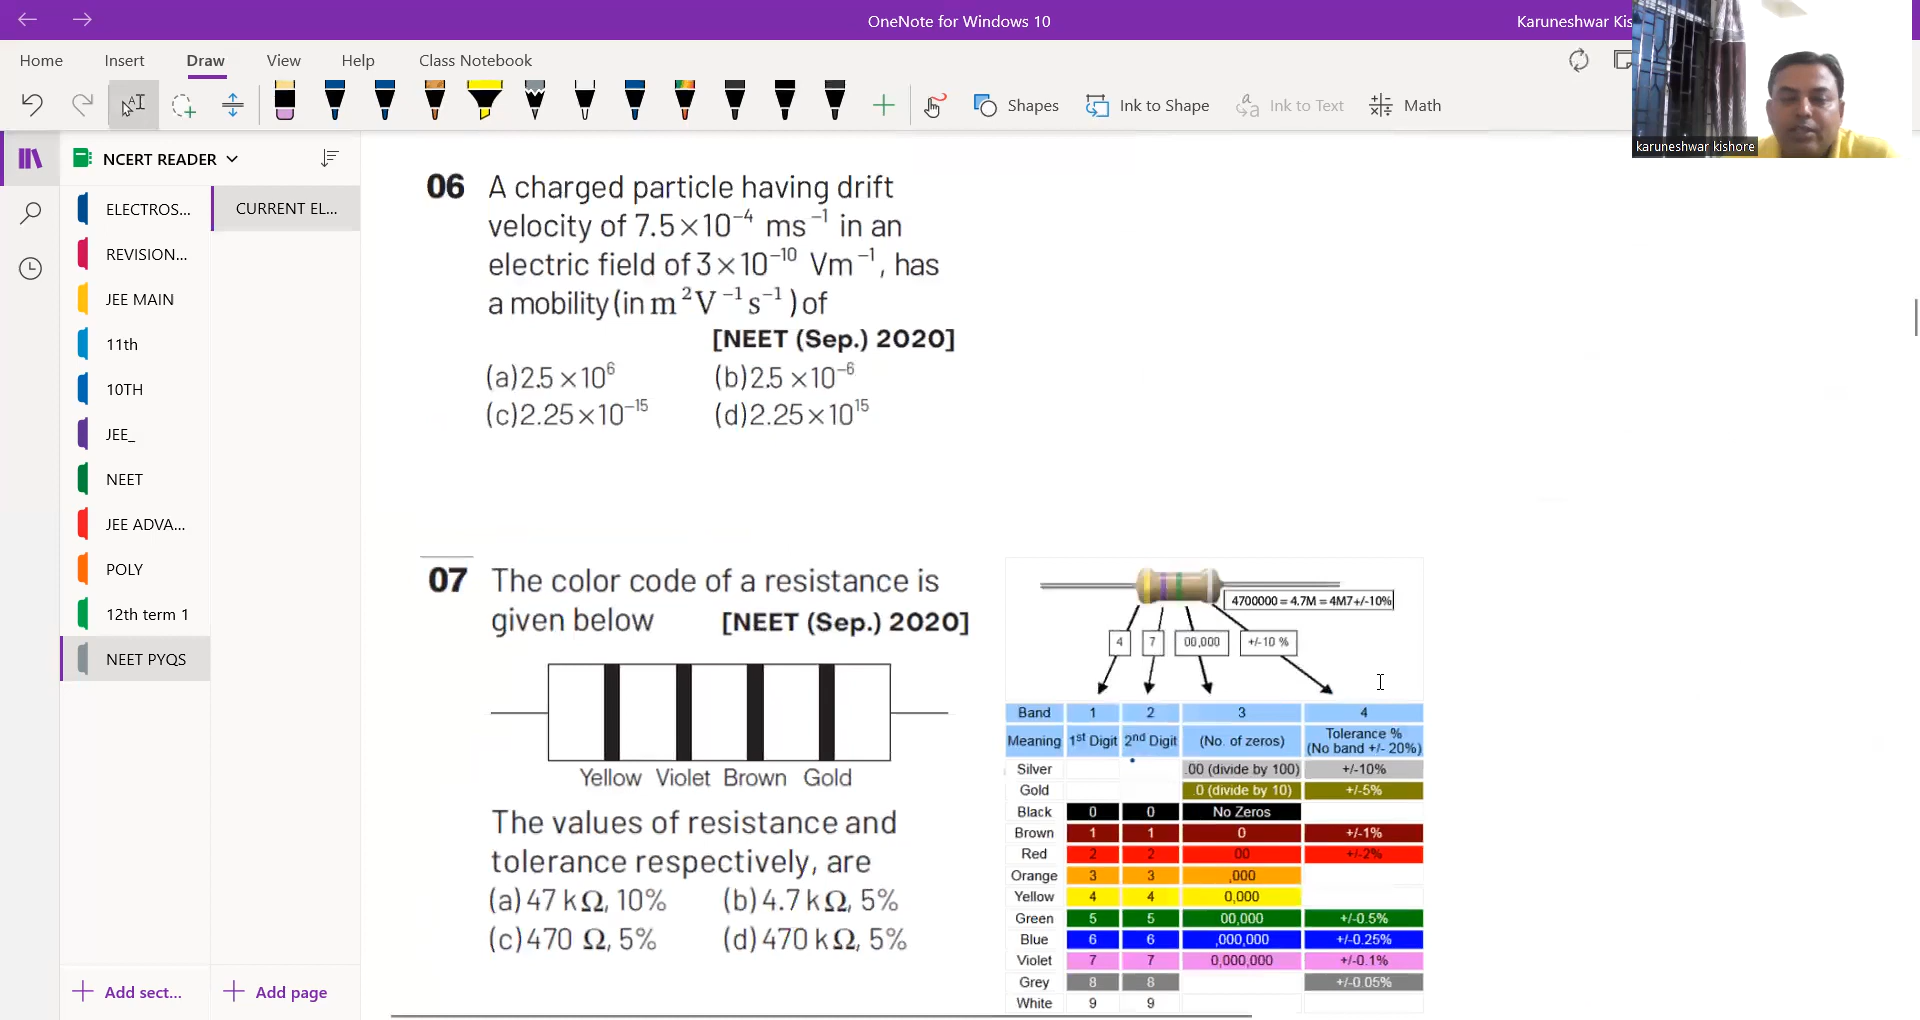 OneNote for Windows 10
Karuneshwar Kis
Home Insert Draw View Help Class Notebook
Shapes Ink to Shape Ink to Text Math
karuneshwar kishore
NCERT READER
ELECTROS...
REVISION...
JEE MAIN
11th
10TH
JEE_
NEET
JEE ADVA...
POLY
12th term 1
NEET PYQS
Add sect...
CURRENT EL...
Add page
06 A charged particle having drift
velocity of 7.5×10⁻⁴ ms⁻¹ in an
electric field of 3×10⁻¹⁰ Vm⁻¹, has
a mobility (in m²V⁻¹s⁻¹) of
[NEET (Sep.) 2020]
(a) 2.5 ×10⁶ (b) 2.5 ×10⁻⁶
(c) 2.25×10⁻¹⁵ (d) 2.25×10¹⁵
07 The color code of a resistance is
given below [NEET (Sep.) 2020]
Yellow Violet Brown Gold
The values of resistance and
tolerance respectively, are
(a) 47 kΩ, 10% (b) 4.7 kΩ, 5%
(c) 470 Ω, 5% (d) 470 kΩ, 5%
4700000 = 4.7M = 4M7+/-10%
4 7 00,000 +/-10 %
Band 1 2 3 4
Meaning 1st Digit 2nd Digit (No. of zeros) Tolerance %
(No band +/- 20%)
Silver .00 (divide by 100) +/-10%
Gold .0 (divide by 10) +/-5%
Black 0 0 No Zeros
Brown 1 1 0 +/-1%
Red 2 2 00 +/-2%
Orange 3 3 ,000
Yellow 4 4 0,000
Green 5 5 00,000 +/-0.5%
Blue 6 6 ,000,000 +/-0.25%
Violet 7 7 0,000,000 +/-0.1%
Grey 8 8 +/-0.05%
White 9 9